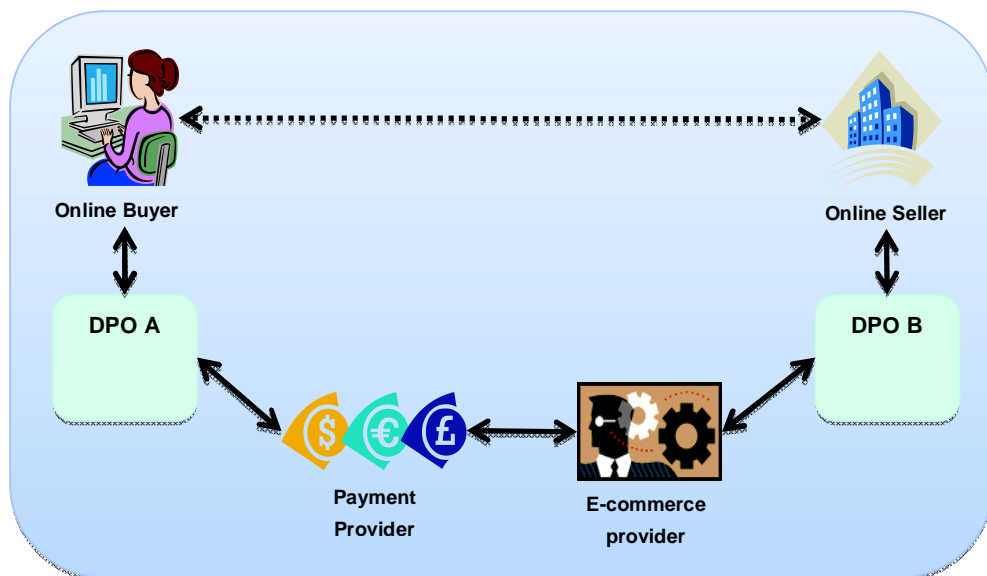 Online Buyer
Online Seller
DPO A
DPO B
$ € £
Payment
Provider
E-commerce
provider